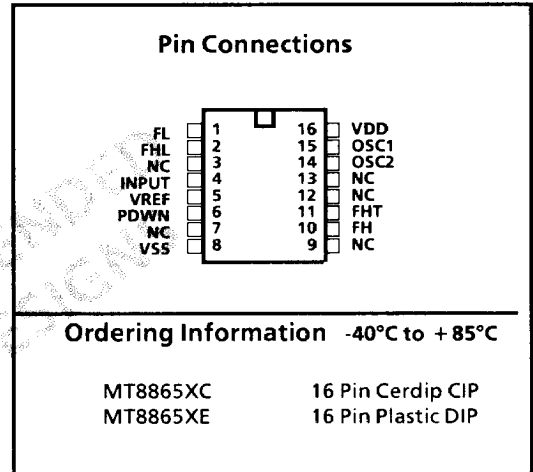 Pin Connections
FL 1 16 VDD
FHL 2 15 OSC1
NC 3 14 OSC2
INPUT 4 13 NC
VREF 5 12 NC
PDWN 6 11 FHT
NC 7 10 FH
VSS 8 9 NC
Ordering Information -40°C to +85°C
MT8865XC 16 Pin Cerdip CIP
MT8865XE 16 Pin Plastic DIP